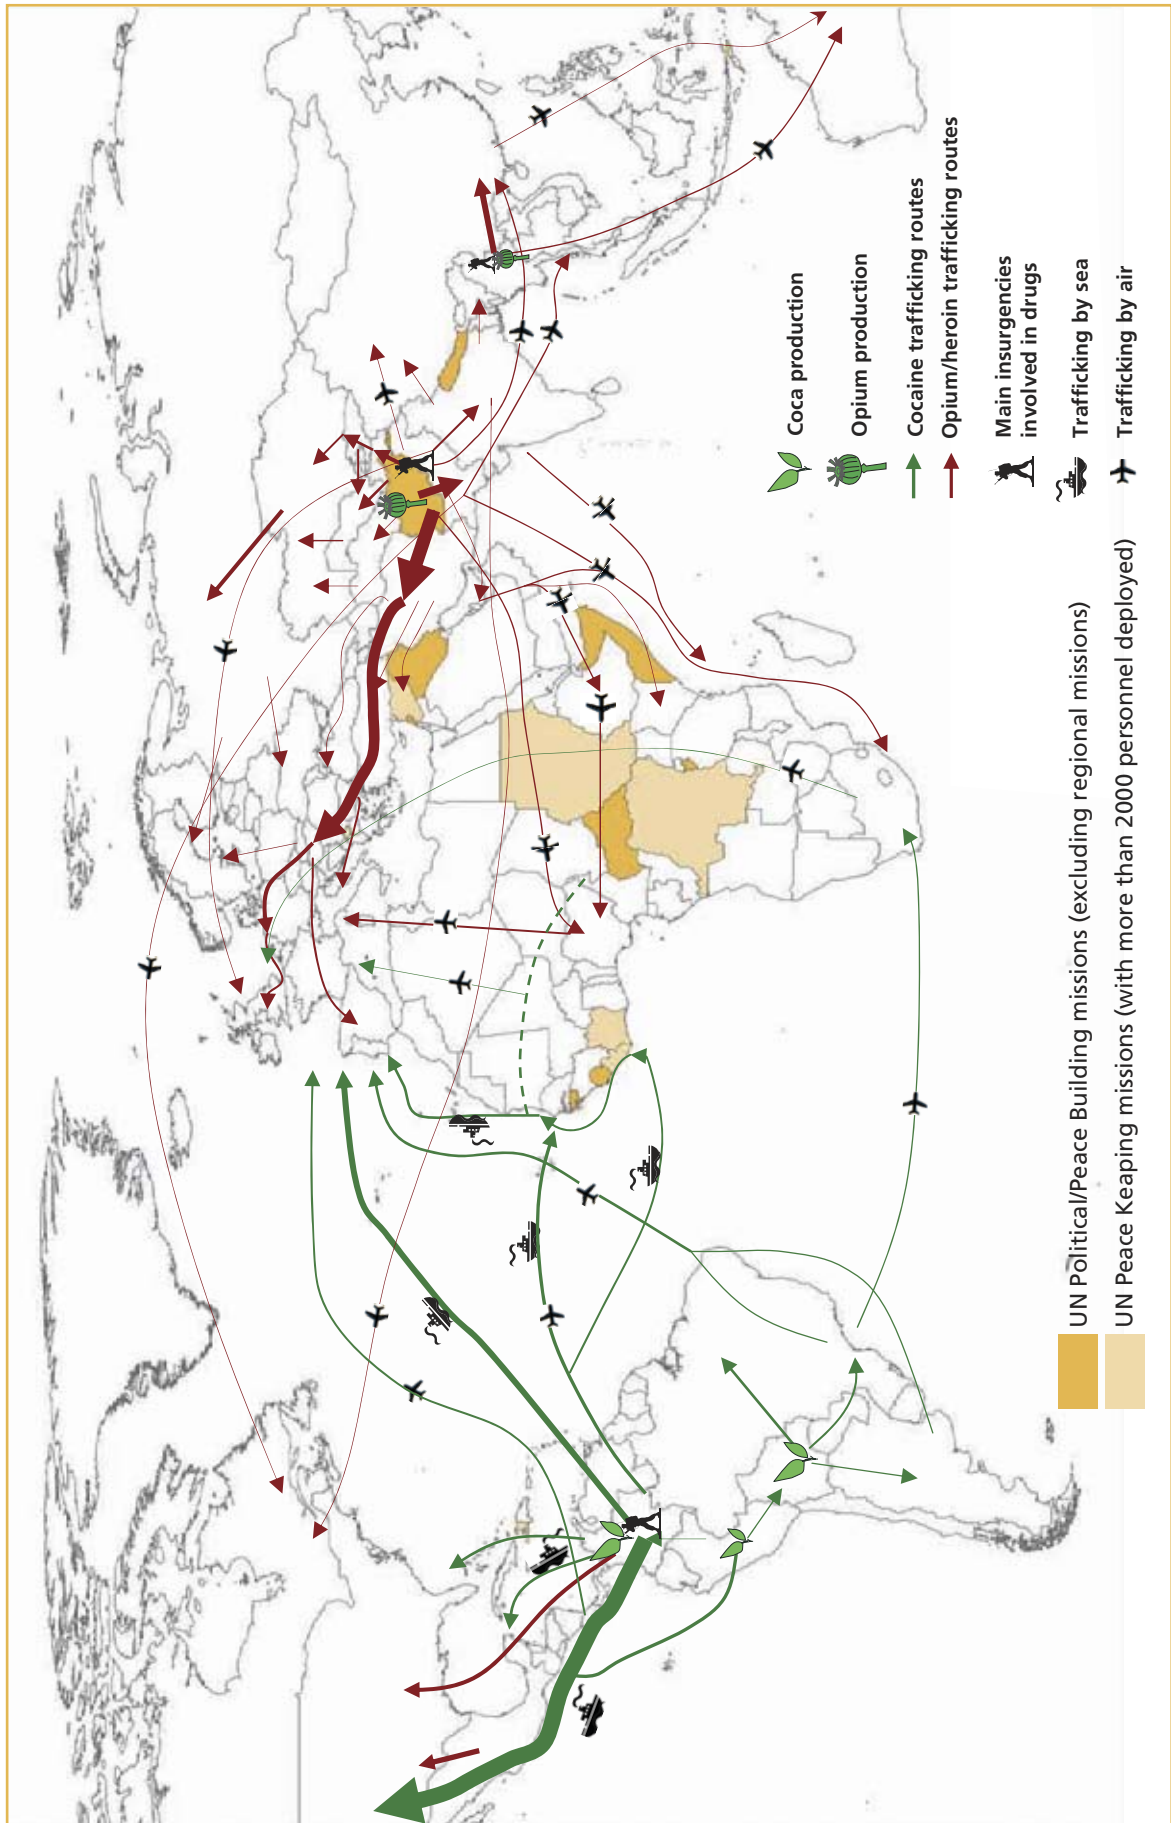 Coca production
Opium production
Cocaine trafficking routes
Opium/heroin trafficking routes
Main insurgencies
involved in drugs
Trafficking by sea
Trafficking by air
UN Political/Peace Building missions (excluding regional missions)
UN Peace Keaping missions (with more than 2000 personnel deployed)